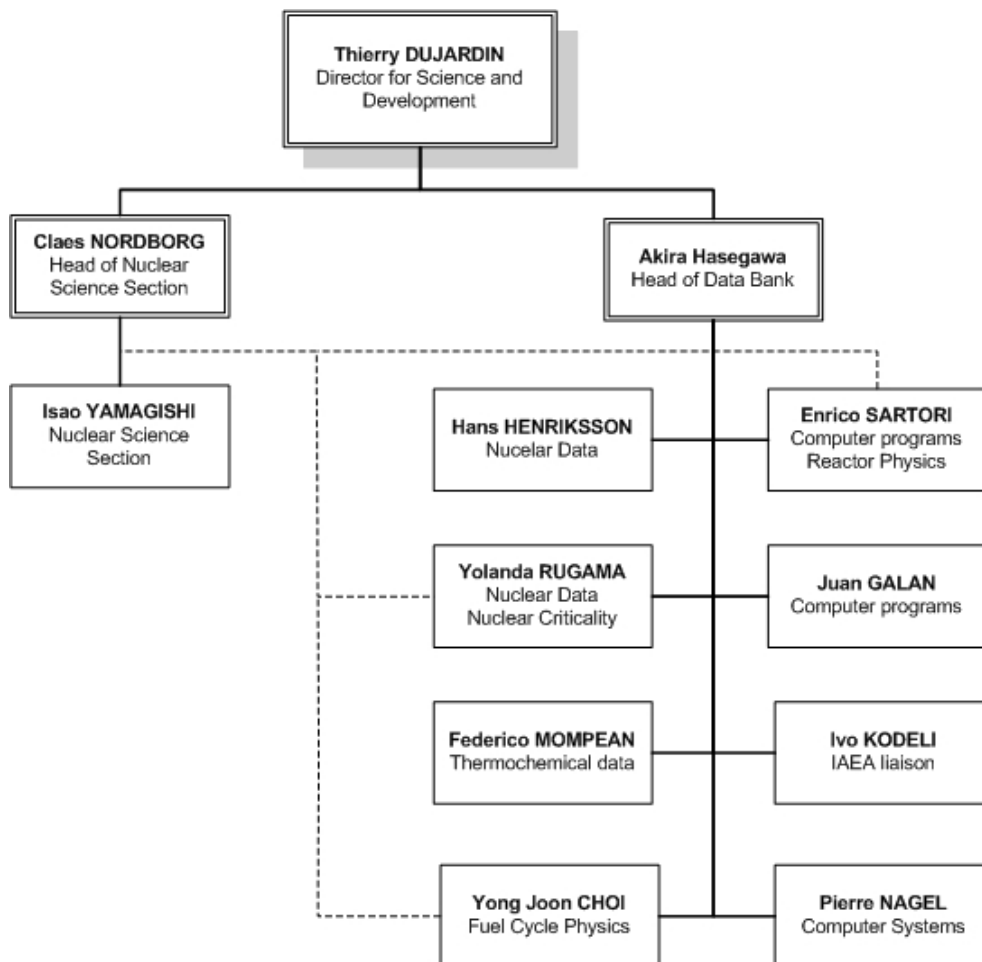 Thierry DUJARDIN
Director for Science and
Development
Claes NORDBORG
Head of Nuclear
Science Section
Akira Hasegawa
Head of Data Bank
Isao YAMAGISHI
Nuclear Science
Section
Hans HENRIKSSON
Nucelar Data
Enrico SARTORI
Computer programs
Reactor Physics
Yolanda RUGAMA
Nuclear Data
Nuclear Criticality
Juan GALAN
Computer programs
Federico MOMPEAN
Thermochemical data
Ivo KODELI
IAEA liaison
Yong Joon CHOI
Fuel Cycle Physics
Pierre NAGEL
Computer Systems